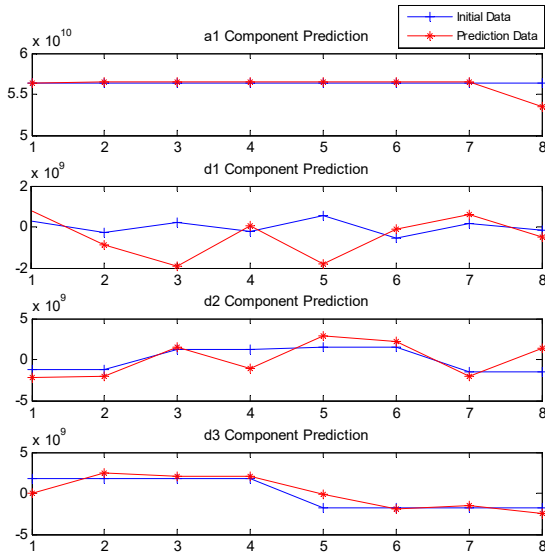 Initial Data
Prediction Data
x 10^10
a1 Component Prediction
6
5.5
5
1 2 3 4 5 6 7 8
x 10^9
d1 Component Prediction
2
0
-2
1 2 3 4 5 6 7 8
x 10^9
d2 Component Prediction
5
0
-5
1 2 3 4 5 6 7 8
x 10^9
d3 Component Prediction
5
0
-5
1 2 3 4 5 6 7 8